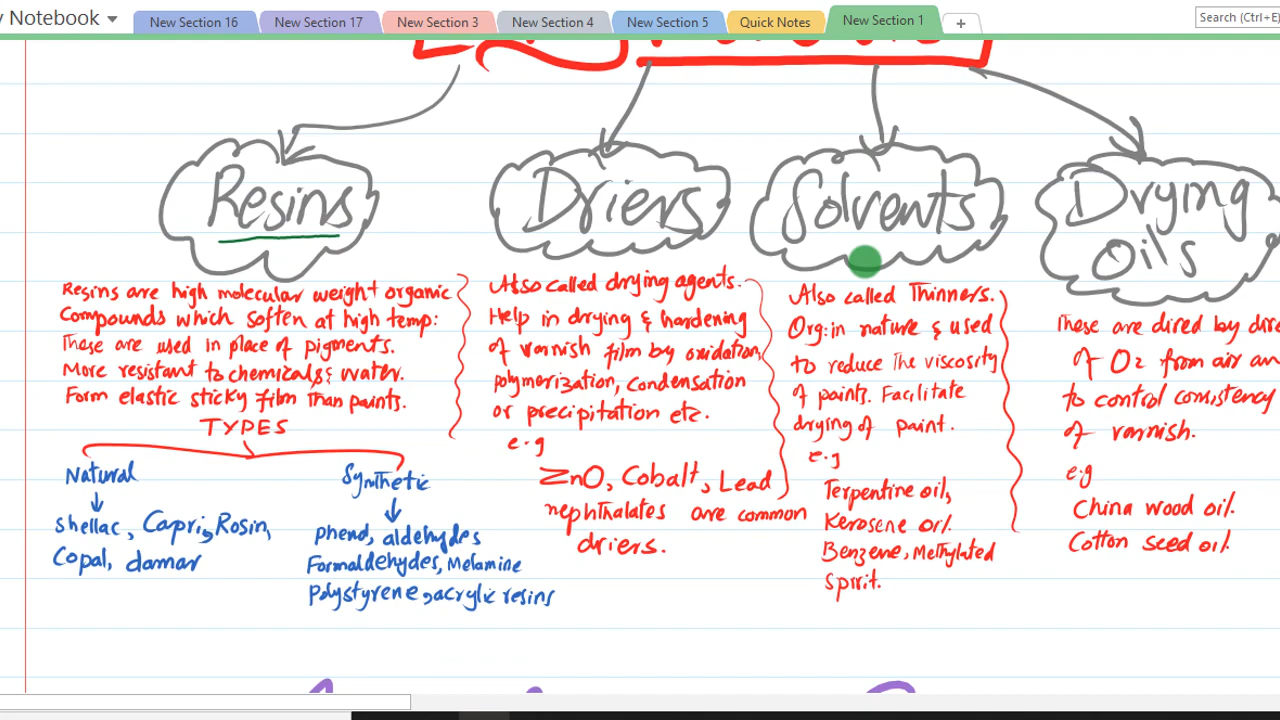 y Notebook
New Section 16
New Section 17
New Section 3
New Section 4
New Section 5
Quick Notes
New Section 1
+
Search (Ctrl+E)
Resins
Resins are high molecular weight organic
Compounds which soften at high temp:
These are used in place of pigments.
More resistant to chemicals & water.
Form elastic sticky film than paints.
TYPES
Natural
Shellac, Capri, Rosin,
Copal, damar
Synthetic
Phenol, aldehydes
Formaldehydes, Melamine
Polystyrene, acrylic resins
Driers
Also called drying agents.
Help in drying & hardening
of varnish film by oxidation,
polymerization, condensation
or precipitation etc.
e.g
ZnO, Cobalt, Lead
nephthalates are common
driers.
Solvents
Also called Thinners.
Org: in nature & used
to reduce The viscosity
of paints. Facilitate
drying of paint.
e.g
Terpentine oil,
Kerosene oil.
Benzene, Methylated
Spirit.
Drying
Oils
These are dired by dire
of O2 from air an
to control consistency
of varnish.
e.g
China wood oil.
Cotton seed oil.